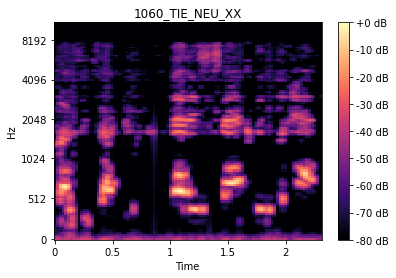 1060_TIE_NEU_XX
+0 dB
8192
-10 dB
4096
-20 dB
-30 dB
2048
Hz
-40 dB
1024
-50 dB
512
-60 dB
-70 dB
0
-80 dB
0 0.5 1 1.5 2
Time